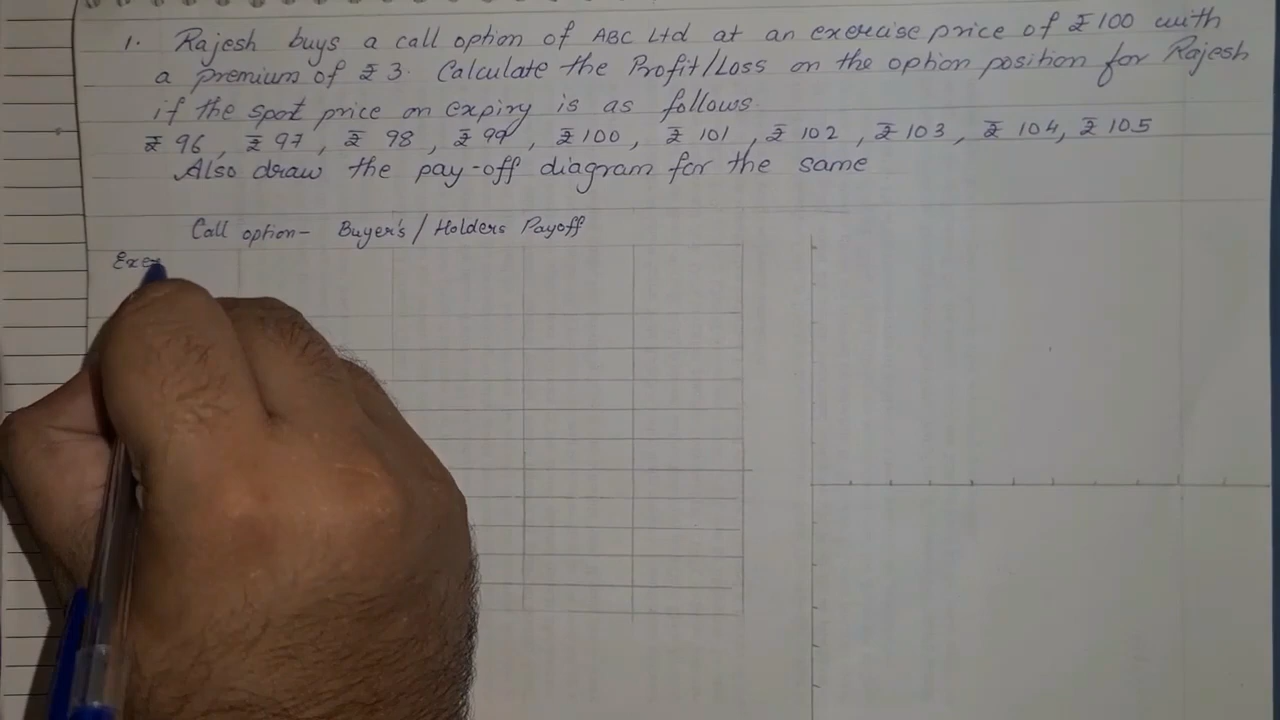 1. Rajesh buys a call option of ABC Ltd at an exercise price of ₹100 with
a premium of ₹3. Calculate the Profit/Loss on the option position for Rajesh
if the spot price on expiry is as follows.
₹96, ₹97, ₹98, ₹99, ₹100, ₹101, ₹102, ₹103, ₹104, ₹105
Also draw the pay-off diagram for the same
Call option- Buyer's / Holders Payoff
Exe